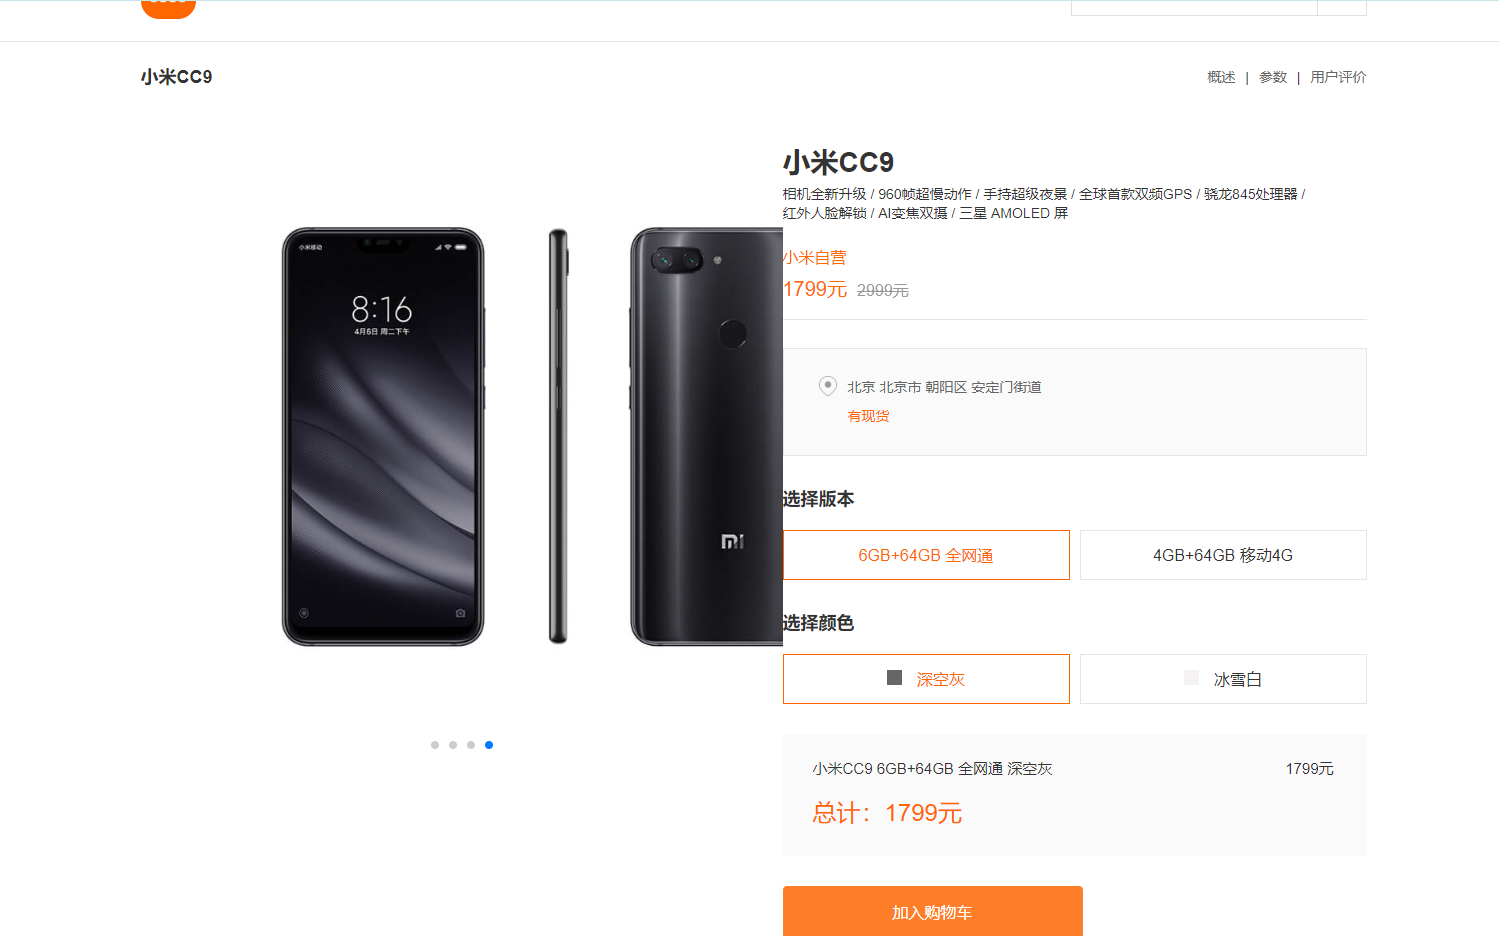 小米CC9
概述 | 参数 | 用户评价
小米CC9
相机全新升级 / 960帧超慢动作 / 手持超级夜景 / 全球首款双频GPS / 骁龙845处理器 /
红外人脸解锁 / AI变焦双摄 / 三星 AMOLED 屏
小米自营
1799元 2999元
小米移动
8:16
4月6日 周二下午
北京 北京市 朝阳区 安定门街道
有现货
选择版本
6GB+64GB 全网通
4GB+64GB 移动4G
选择颜色
深空灰
冰雪白
小米CC9 6GB+64GB 全网通 深空灰 1799元
总计：1799元
加入购物车